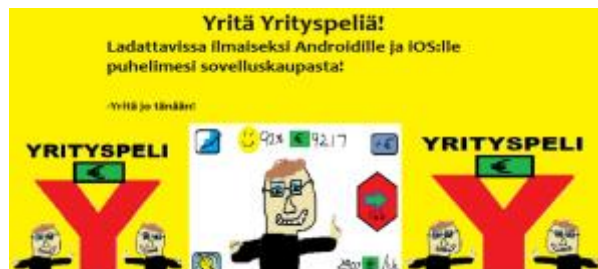 Yritä Yrityspeliä!
Ladattavissa ilmaiseksi Androidille ja iOS:lle
puhelimesi sovelluskaupasta!
-Yritä jo tänään!
YRITYSPELI
€
92%
€
9217
+€
YRITYSPELI
€